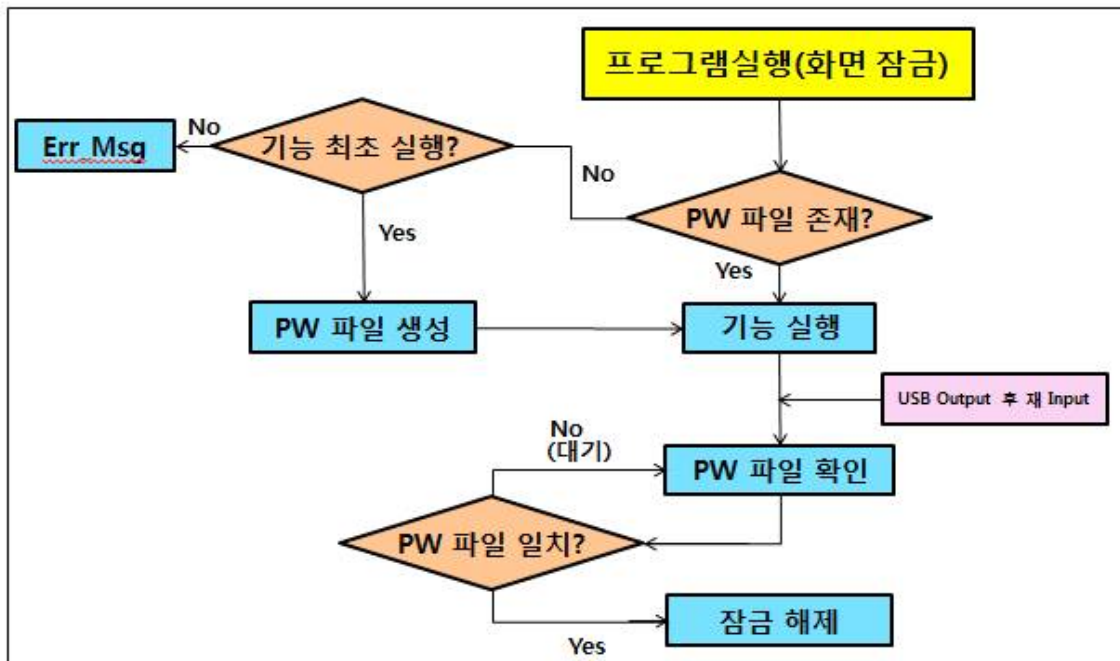 프로그램실행(화면 잠금)
기능 최초 실행?
No
Err_Msg
No
PW 파일 존재?
Yes
Yes
PW 파일 생성
기능 실행
USB Output 후 재 Input
No
(대기)
PW 파일 확인
PW 파일 일치?
잠금 해제
Yes